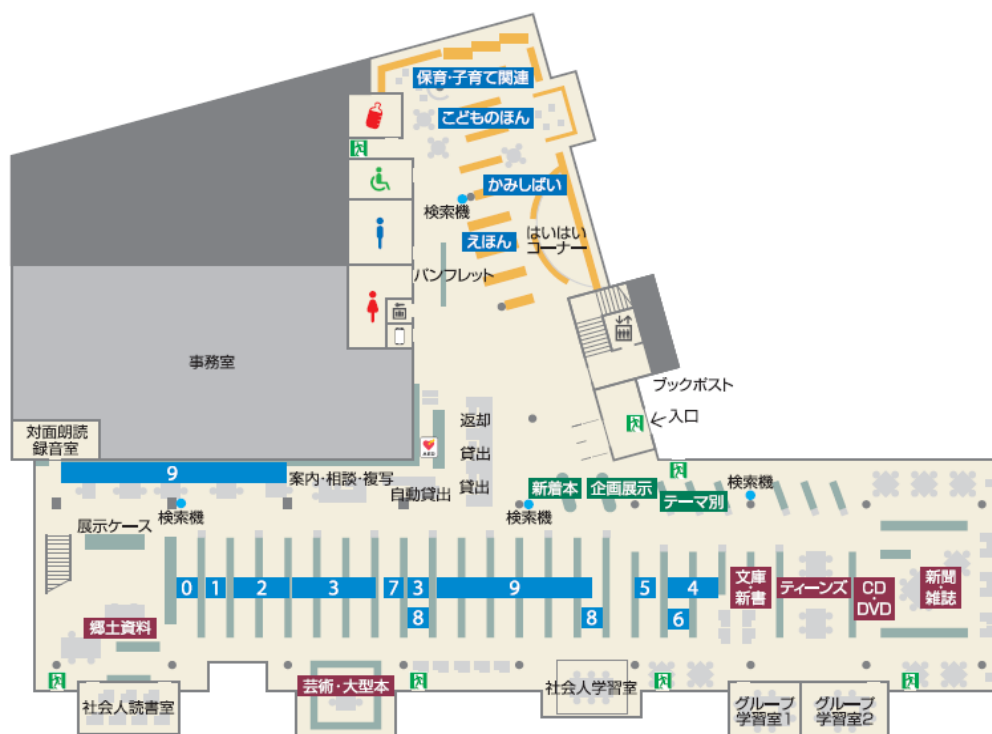 保育・子育て関連
こどものほん
かみしばい
検索機
えほん
はいはい
コーナー
パンフレット
事務室
ブックポスト
入口
対面朗読
録音室
返却
貸出
9
案内・相談・複写
自動貸出
貸出
新着本
企画展示
テーマ別
検索機
検索機
検索機
展示ケース
0
1
2
3
7
3
9
5
4
文庫
・
新書
ティーンズ
CD
・
DVD
新聞
・
雑誌
8
8
6
郷土資料
芸術・大型本
社会人学習室
社会人読書室
グループ
学習室1
グループ
学習室2